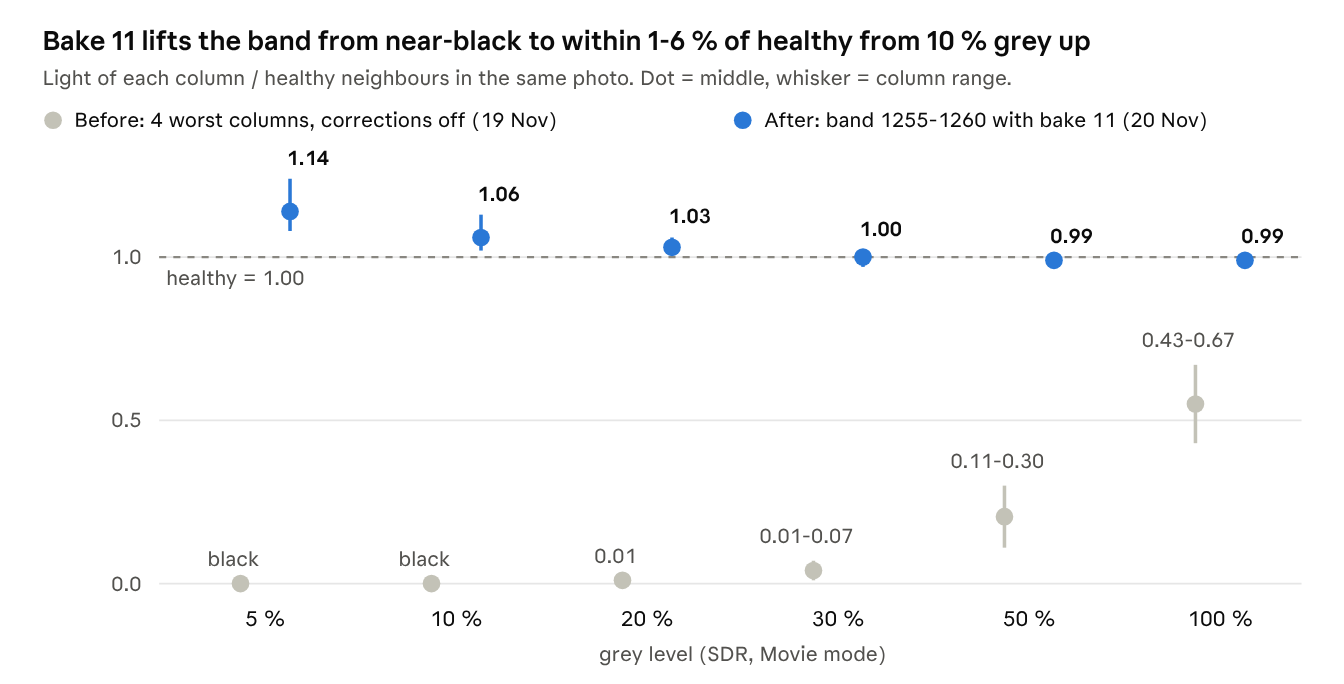 Bake 11 lifts the band from near-black to within 1-6 % of healthy from 10 % grey up
Light of each column / healthy neighbours in the same photo. Dot = middle, whisker = column range.
Before: 4 worst columns, corrections off (19 Nov)
After: band 1255-1260 with bake 11 (20 Nov)
1.14
1.06
1.03
1.00
0.99
0.99
1.0
healthy = 1.00
0.43-0.67
0.5
0.11-0.30
0.01-0.07
black
black
0.01
0.0
5 %
10 %
20 %
30 %
50 %
100 %
grey level (SDR, Movie mode)